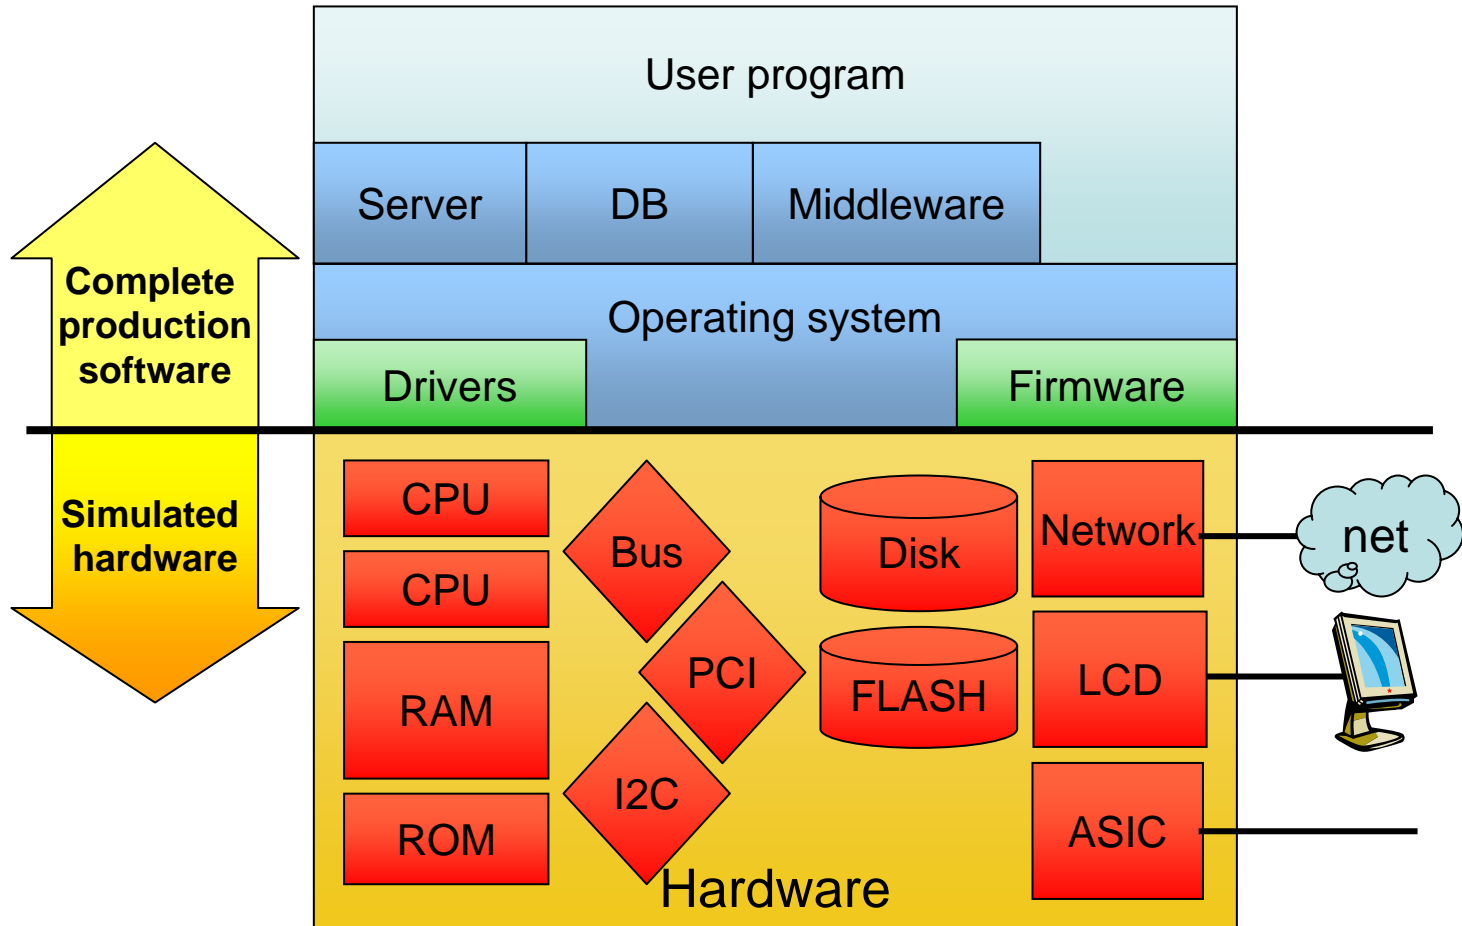 User program
Server
DB
Middleware
Complete
production
software
Operating system
Drivers
Firmware
Simulated
hardware
CPU
CPU
RAM
ROM
Bus
PCI
I2C
Disk
FLASH
Network
LCD
ASIC
net
Hardware